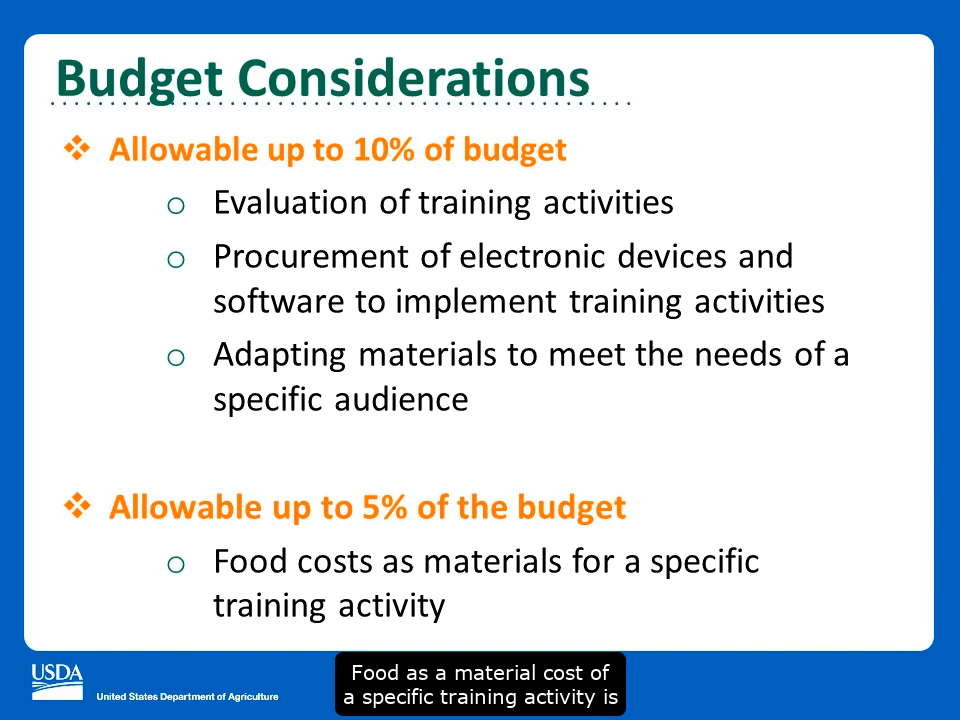 Budget Considerations
Allowable up to 10% of budget
o Evaluation of training activities
o Procurement of electronic devices and
software to implement training activities
o Adapting materials to meet the needs of a
specific audience
Allowable up to 5% of the budget
o Food costs as materials for a specific
training activity
USDA
United States Department of Agriculture
Food as a material cost of
a specific training activity is